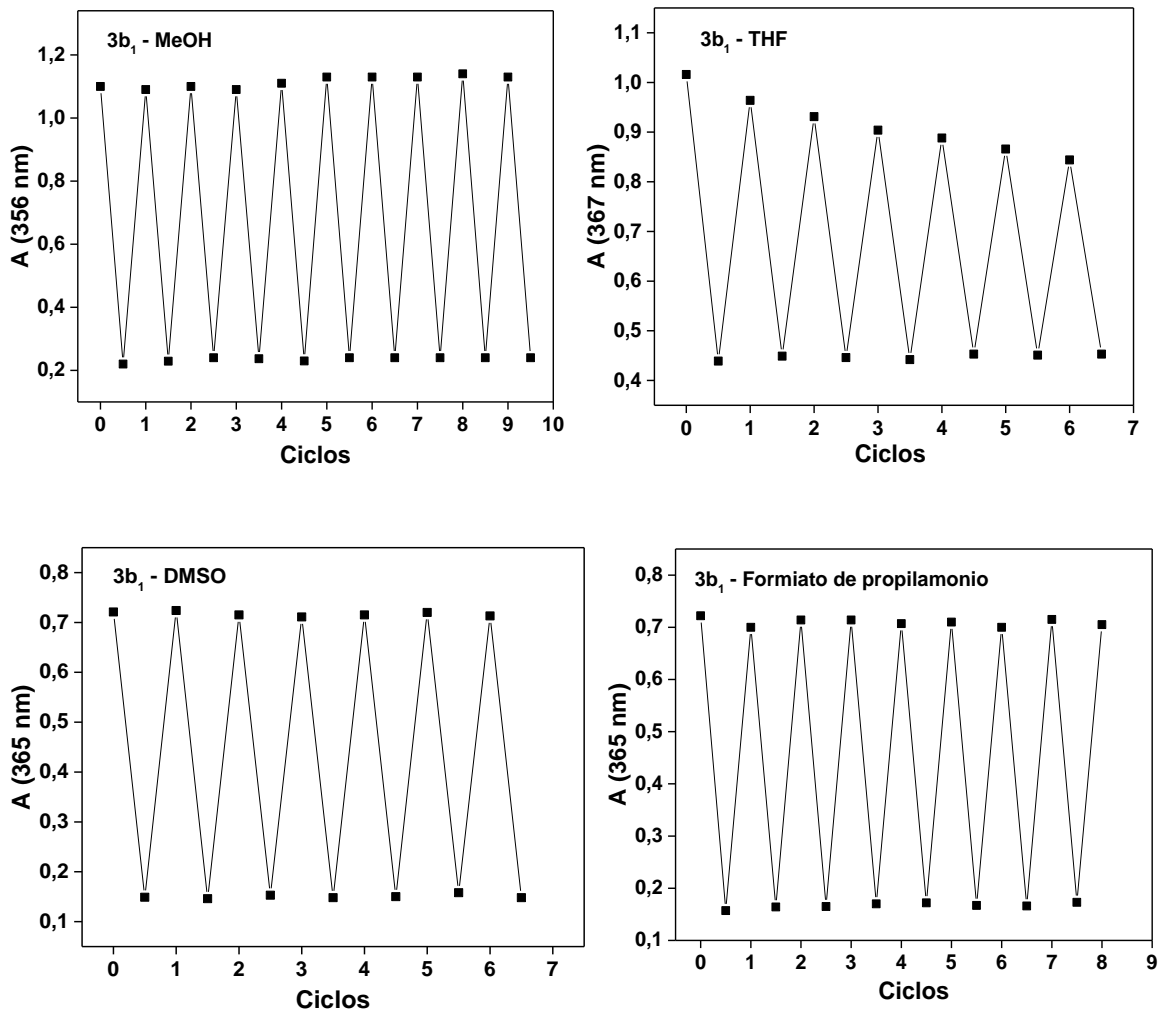 3b₁ - MeOH
A (356 nm)
1,2
1,0
0,8
0,6
0,4
0,2
0 1 2 3 4 5 6 7 8 9 10
Ciclos
3b₁ - THF
A (367 nm)
1,1
1,0
0,9
0,8
0,7
0,6
0,5
0,4
0 1 2 3 4 5 6 7
Ciclos
3b₁ - DMSO
A (365 nm)
0,8
0,7
0,6
0,5
0,4
0,3
0,2
0,1
0 1 2 3 4 5 6 7
Ciclos
3b₁ - Formiato de propilamonio
A (365 nm)
0,8
0,7
0,6
0,5
0,4
0,3
0,2
0,1
0 1 2 3 4 5 6 7 8 9
Ciclos